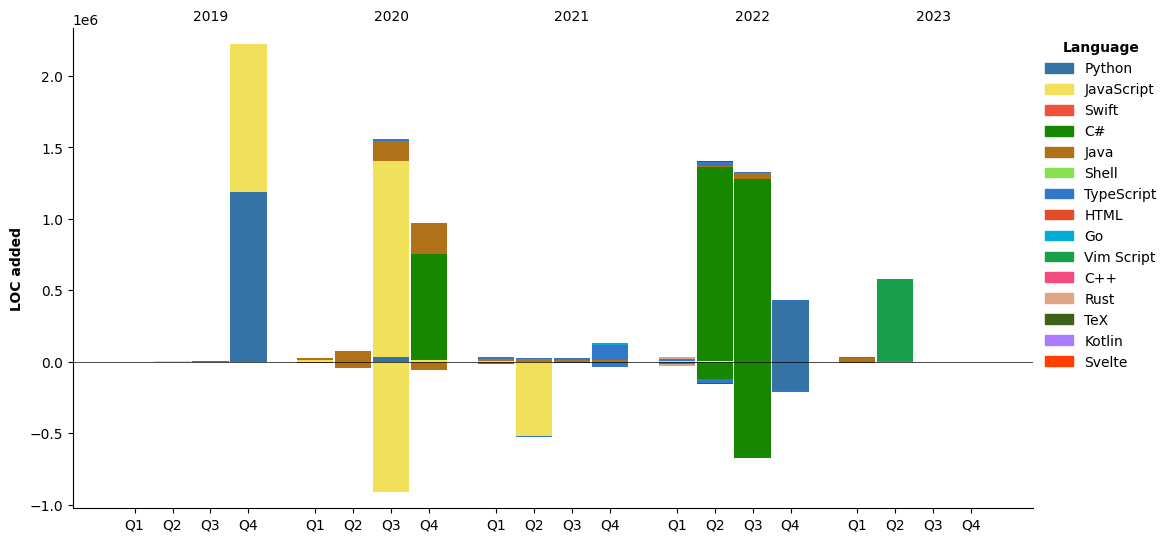 1e6
2019 2020 2021 2022 2023
2.0
1.5
1.0
0.5
0.0
−0.5
−1.0
LOC added
Q1 Q2 Q3 Q4 Q1 Q2 Q3 Q4 Q1 Q2 Q3 Q4 Q1 Q2 Q3 Q4 Q1 Q2 Q3 Q4
Language
Python
JavaScript
Swift
C#
Java
Shell
TypeScript
HTML
Go
Vim Script
C++
Rust
TeX
Kotlin
Svelte